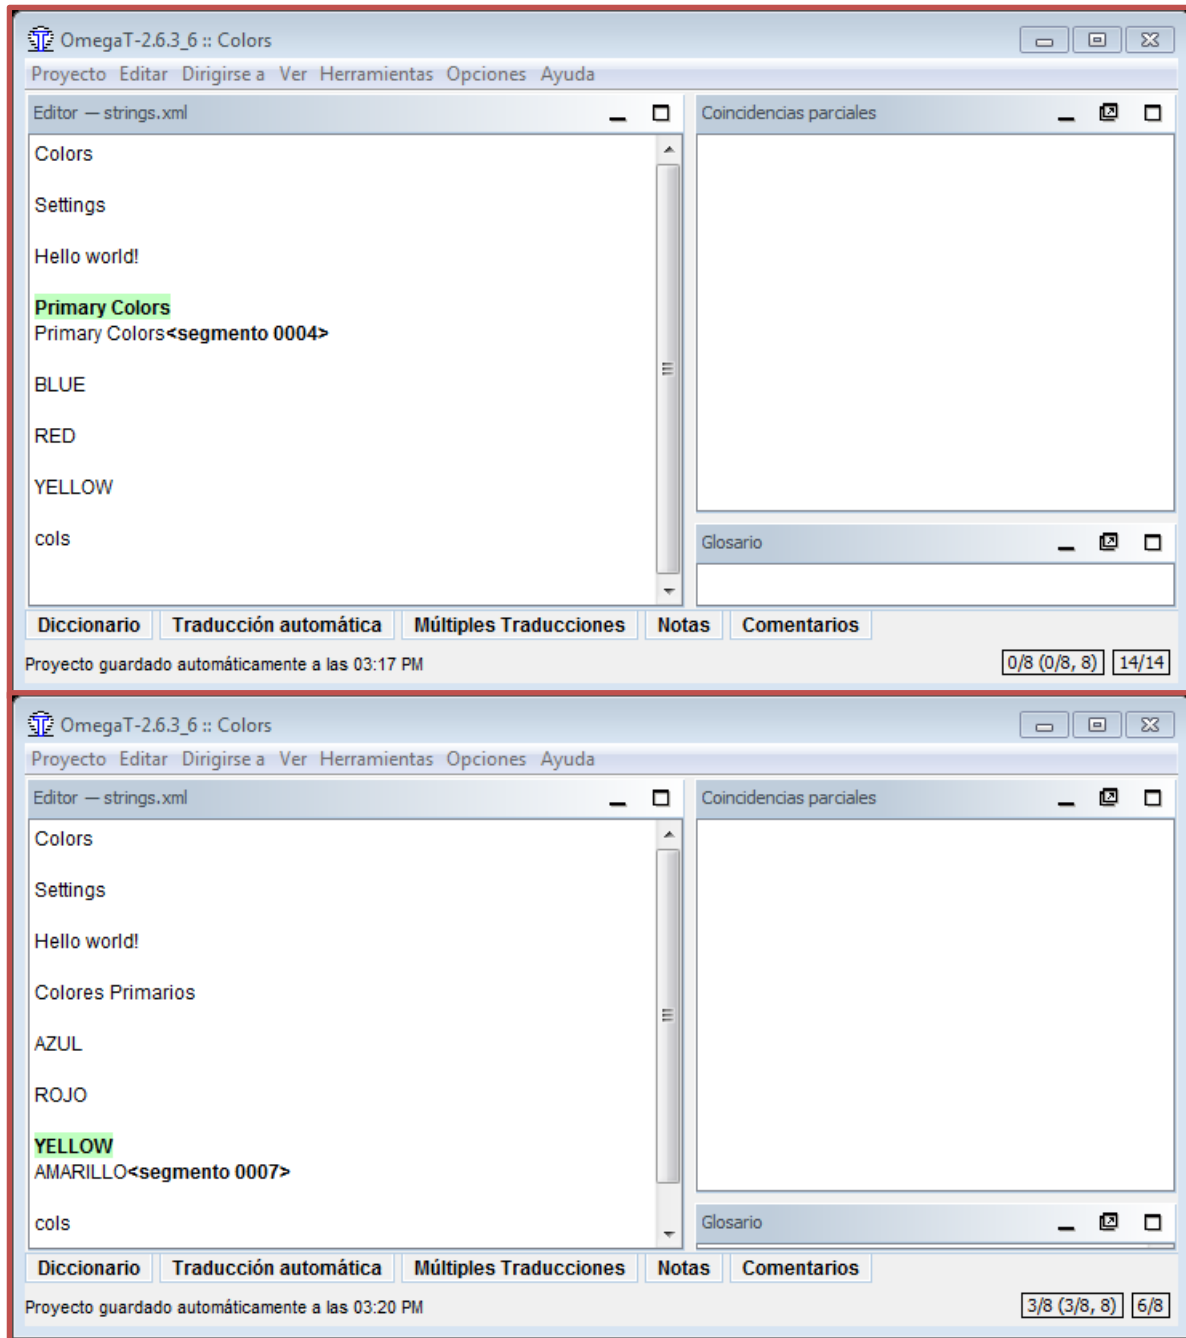 OmegaT-2.6.3_6 :: Colors
Proyecto Editar Dirigirse a Ver Herramientas Opciones Ayuda
Editor — strings.xml
Coincidencias parciales
Colors
Settings
Hello world!
Primary Colors
Primary Colors<segmento 0004>
BLUE
RED
YELLOW
cols
Glosario
Diccionario Traducción automática Múltiples Traducciones Notas Comentarios
Proyecto guardado automáticamente a las 03:17 PM
0/8 (0/8, 8) 14/14
OmegaT-2.6.3_6 :: Colors
Proyecto Editar Dirigirse a Ver Herramientas Opciones Ayuda
Editor — strings.xml
Coincidencias parciales
Colors
Settings
Hello world!
Colores Primarios
AZUL
ROJO
YELLOW
AMARILLO<segmento 0007>
cols
Glosario
Diccionario Traducción automática Múltiples Traducciones Notas Comentarios
Proyecto guardado automáticamente a las 03:20 PM
3/8 (3/8, 8) 6/8